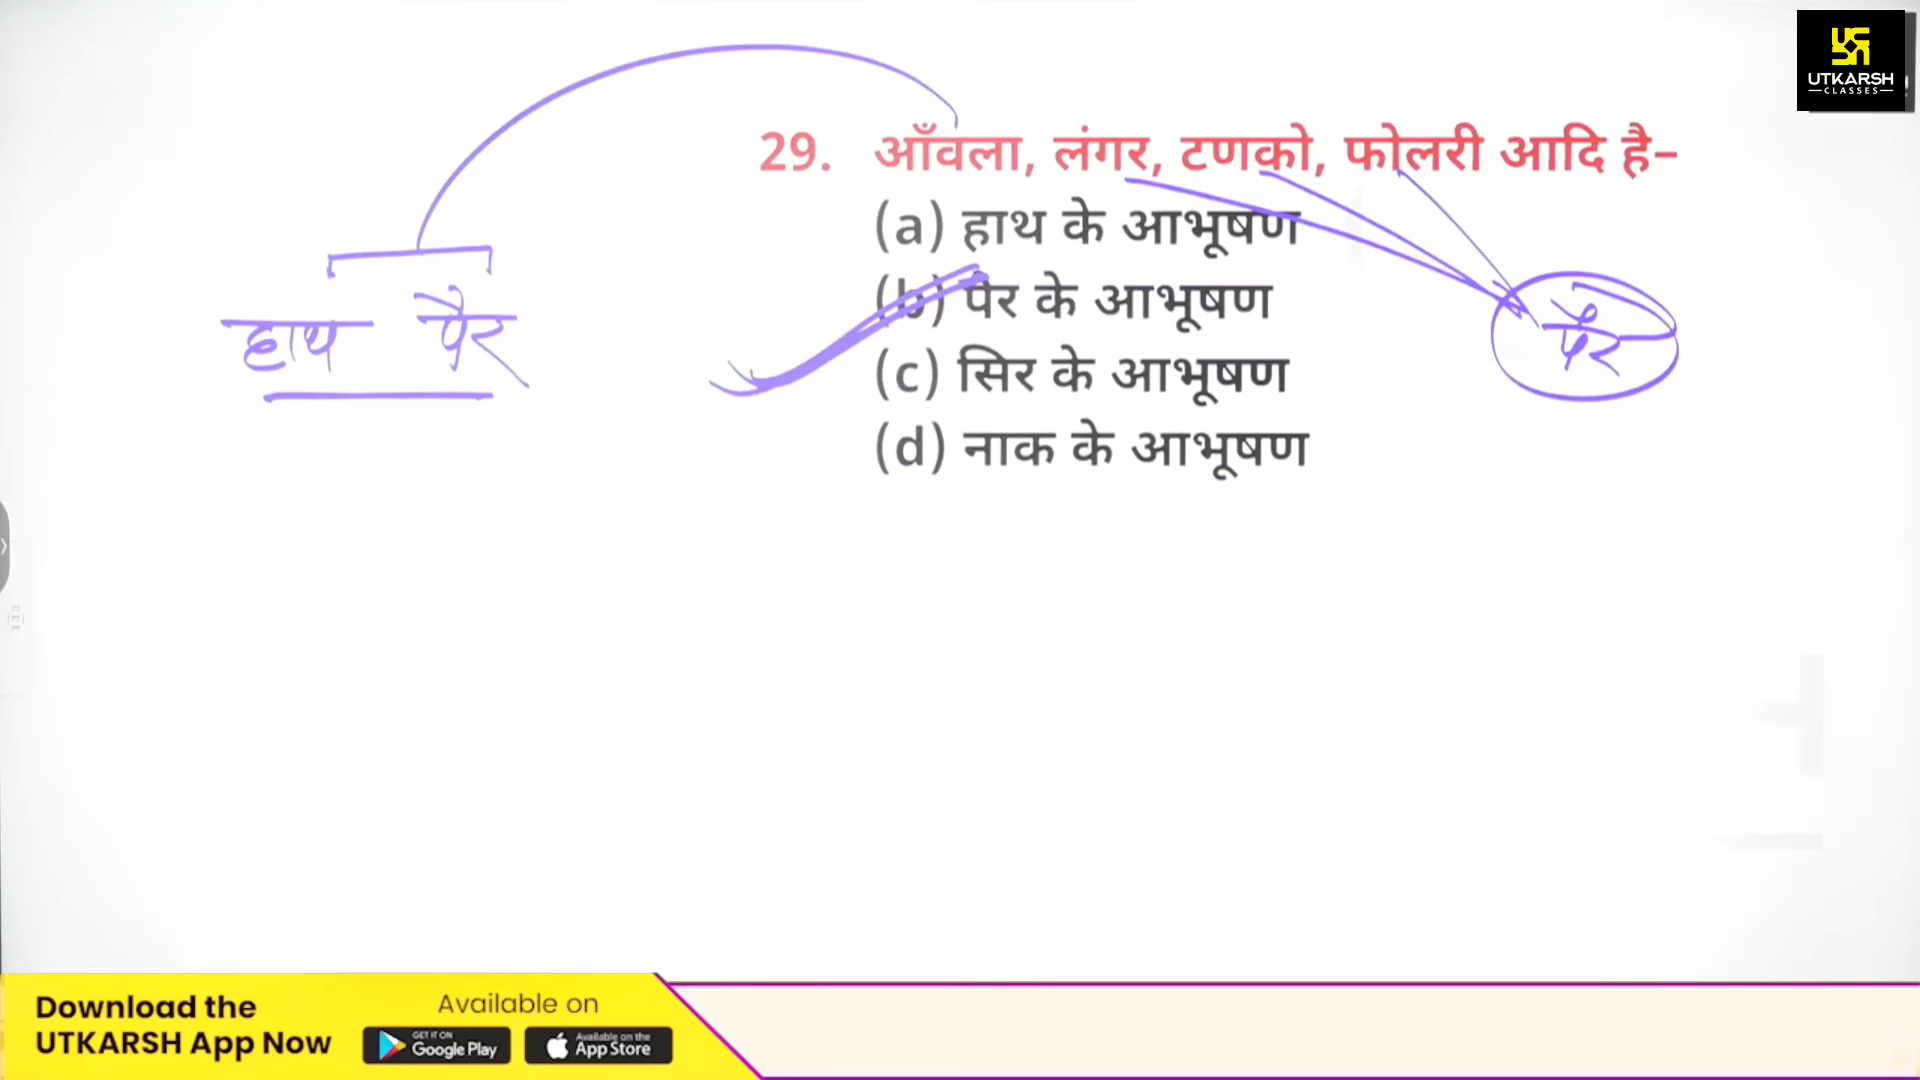 UTKARSH
CLASSES
29. आँवला, लंगर, टणको, फोलरी आदि है-
(a) हाथ के आभूषण
(b) पैर के आभूषण
(c) सिर के आभूषण
(d) नाक के आभूषण
हाथ पैर
पैर
Download the
UTKARSH App Now
Available on
GET IT ON
Google Play
Available on the
App Store